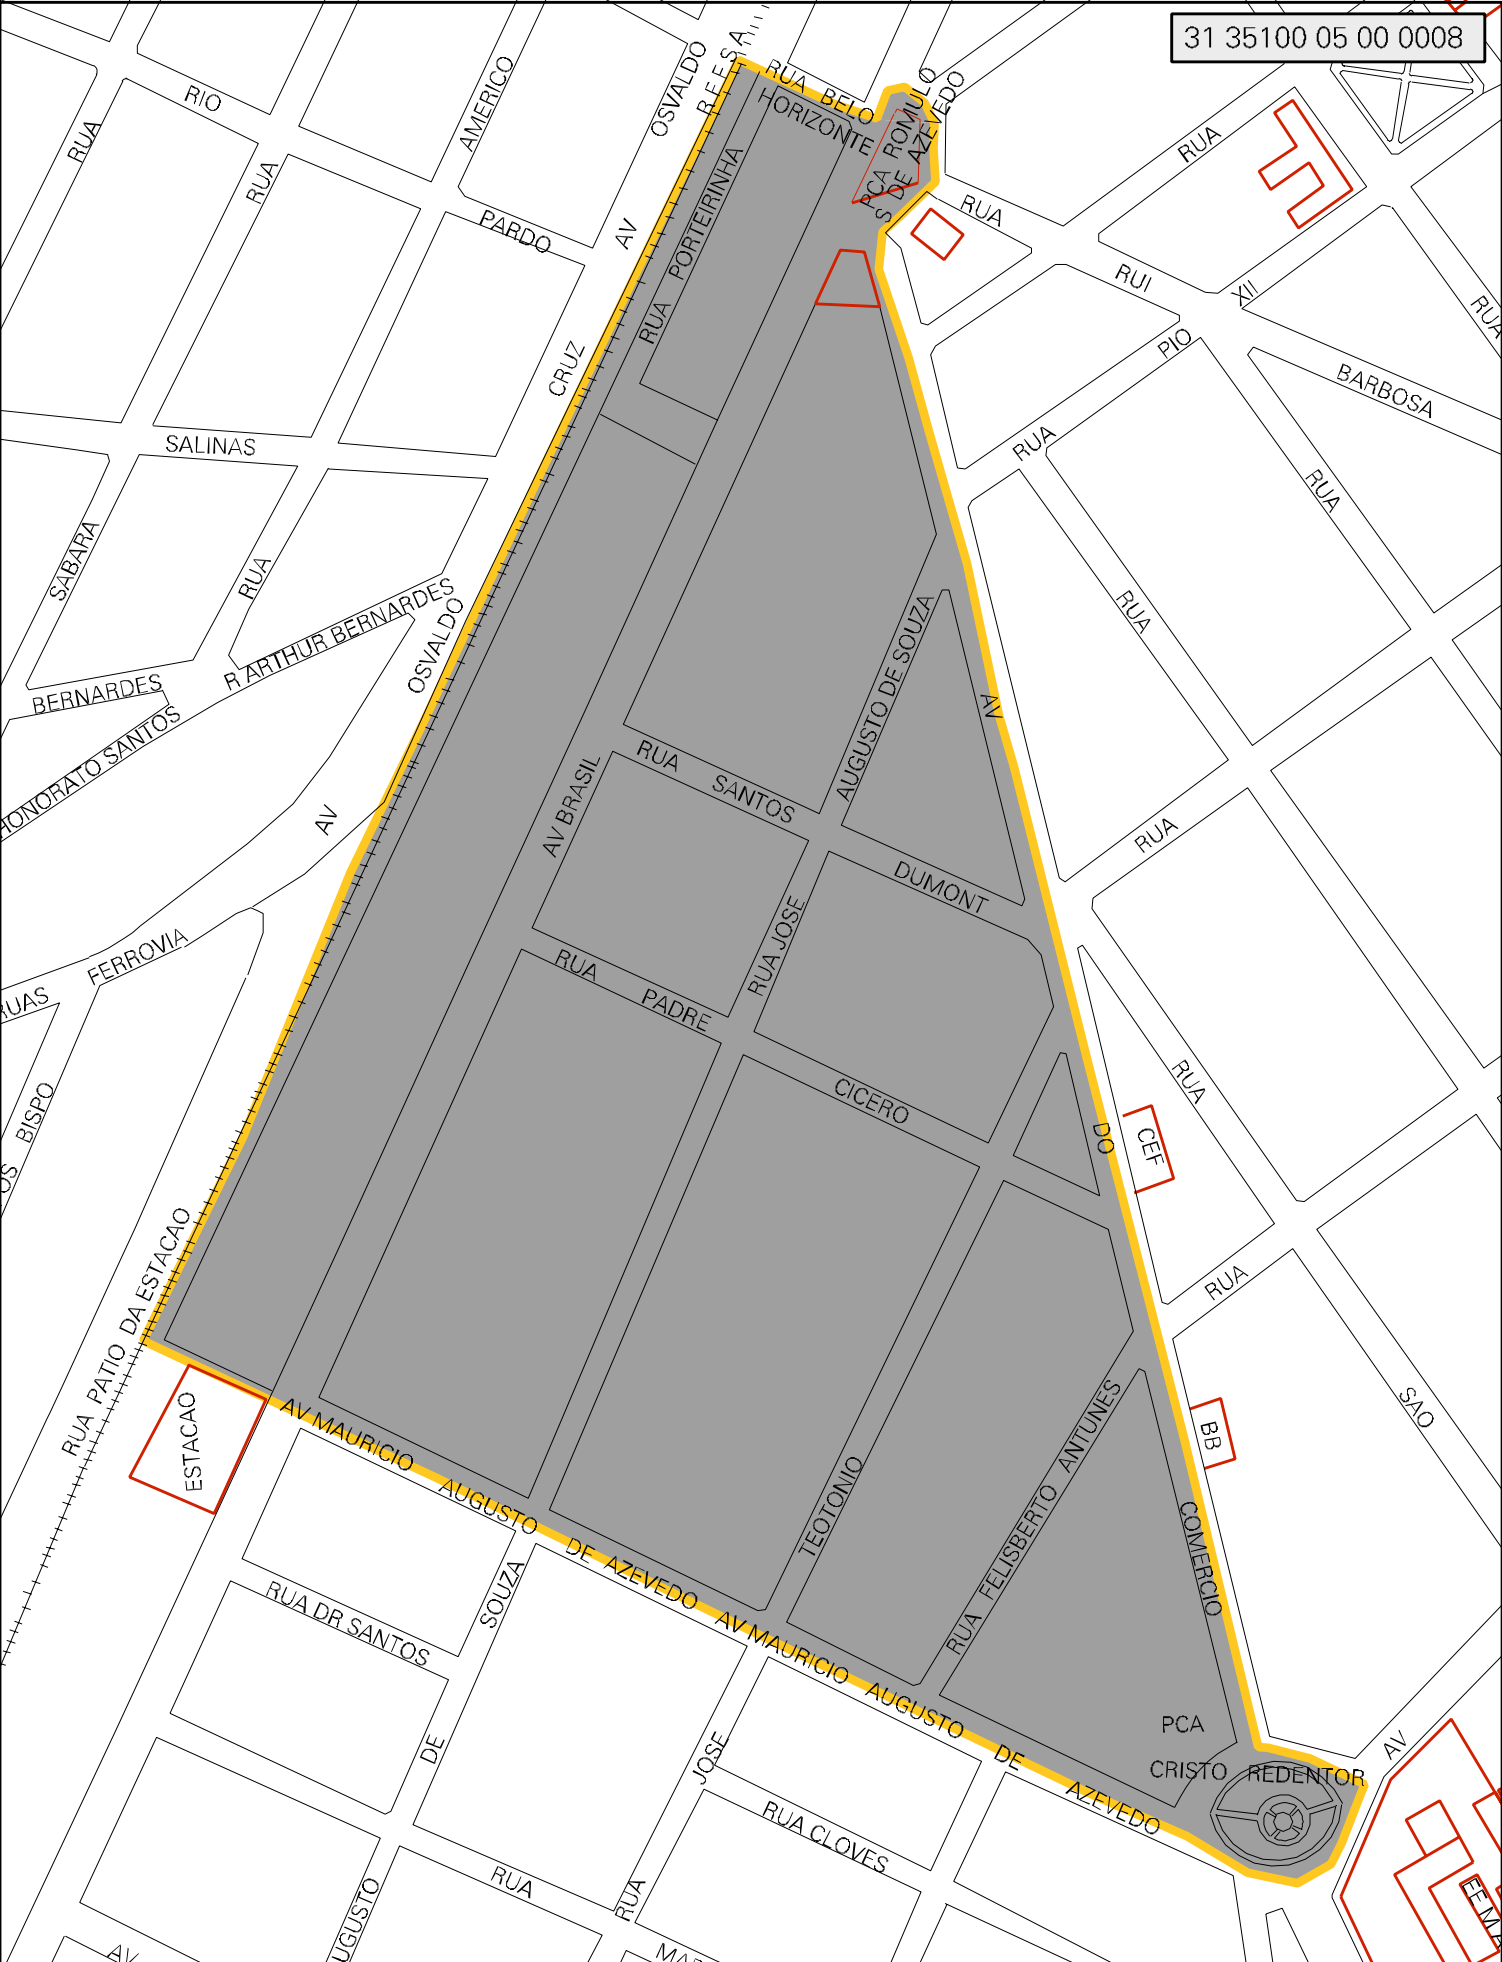 31 35100 05 00 0008
RUA BELO
HORIZONTE
PCA ROMULO
S DE AZEVEDO
R.F.F.S.A.
OSVALDO
AMERICO
RIO
RUA
RUA
PARDO
AV
CRUZ
RUA PORTEIRINHA
RUA
RUI
BARBOSA
RUA
XII
PIO
RUA
RUA
RUA
RUA
SALINAS
SABARA
RUA
R ARTHUR BERNARDES
OSVALDO
BERNARDES
HONORATO SANTOS
AV
AUGUSTO DE SOUZA
AV
RUA SANTOS
DUMONT
AV BRASIL
RUA
RUA JOSE
FERROVIA
RUAS
RUA PADRE
CICERO
BISPO
OS
RUA
DO
CEF
RUA PATIO DA ESTACAO
RUA
SAO
ESTACAO
AV MAURICIO AUGUSTO DE AZEVEDO
AV MAURICIO AUGUSTO DE AZEVEDO
BB
TEOTONIO
RUA FELISBERTO ANTUNES
COMERCIO
RUA DR SANTOS
SOUZA
DE
UGUSTO
JOSE
RUA
PCA
CRISTO REDENTOR
AV
RUA CLOVES
RUA
AV
EF M A